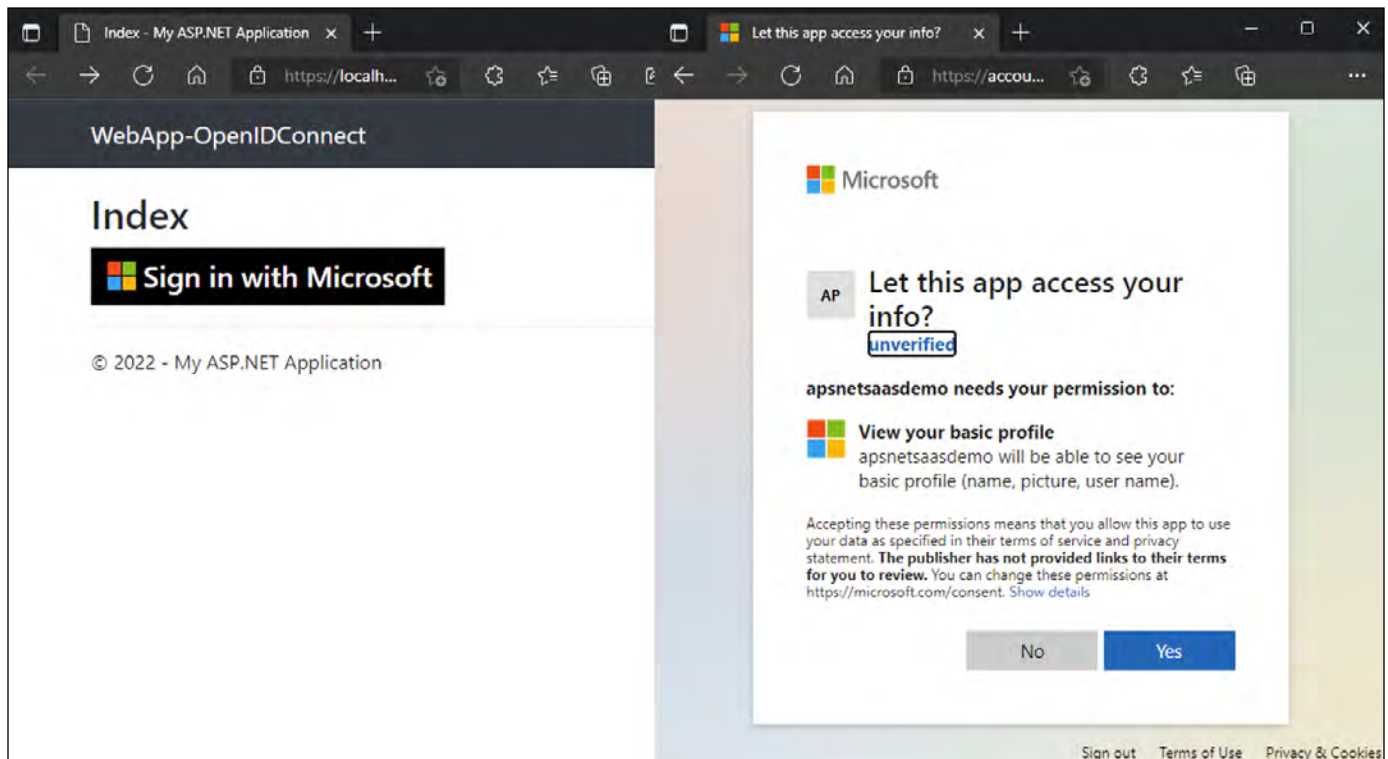 Index - My ASP.NET Application
https://localh...
WebApp-OpenIDConnect
Index
Sign in with Microsoft
© 2022 - My ASP.NET Application
Let this app access your info?
https://accou...
Microsoft
AP
Let this app access your
info?
unverified
apsnetsaasdemo needs your permission to:
View your basic profile
apsnetsaasdemo will be able to see your
basic profile (name, picture, user name).
Accepting these permissions means that you allow this app to use
your data as specified in their terms of service and privacy
statement. The publisher has not provided links to their terms
for you to review. You can change these permissions at
https://microsoft.com/consent. Show details
No
Yes
Sign out
Terms of Use
Privacy & Cookies